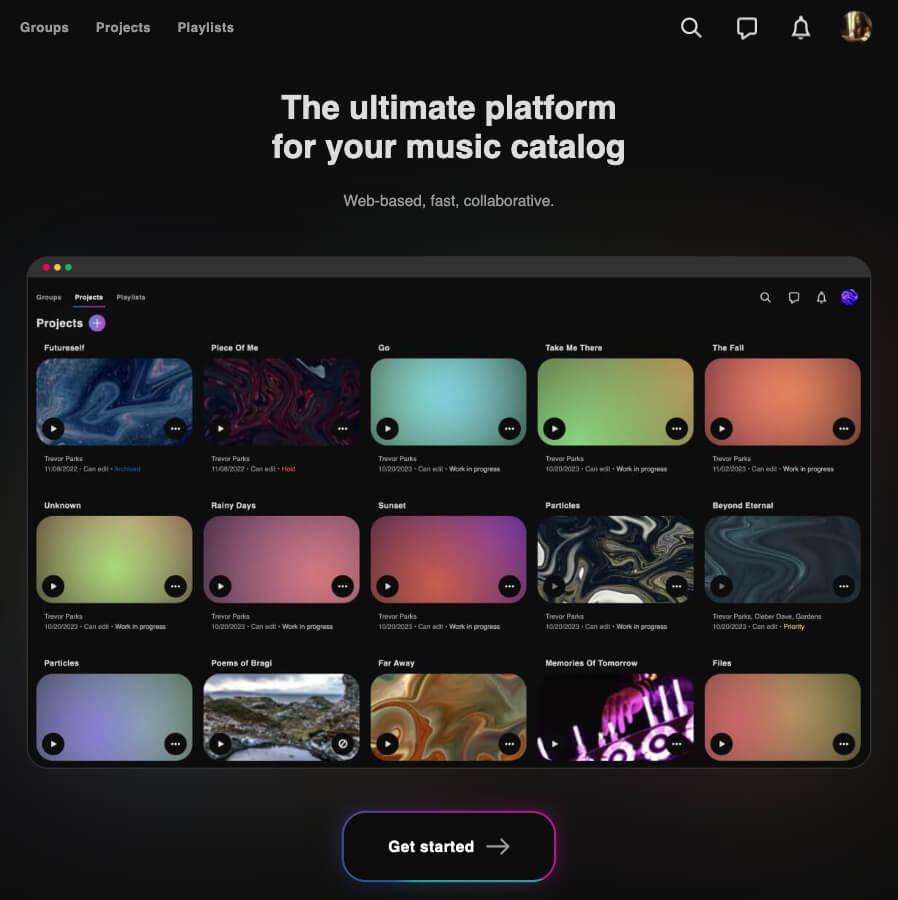 Groups Projects Playlists
The ultimate platform
for your music catalog
Web-based, fast, collaborative.
Groups Projects Playlists
Projects
Futureself Piece Of Me Go Take Me There The Fall
Trevor Parks Trevor Parks Trevor Parks Trevor Parks Trevor Parks
11/08/2022 • Can edit • Archived 11/08/2022 • Can edit • Hold 10/20/2023 • Can edit • Work in progress 10/20/2023 • Can edit • Work in progress 11/02/2023 • Can edit • Work in progress
Unknown Rainy Days Sunset Particles Beyond Eternal
Trevor Parks Trevor Parks Trevor Parks Trevor Parks Trevor Parks, Cleber Dave, Gardens
10/20/2023 • Can edit • Work in progress 10/20/2023 • Can edit • Work in progress 10/20/2023 • Can edit • Work in progress 10/20/2023 • Can edit • Work in progress 10/20/2023 • Can edit • Priority
Particles Poems of Bragi Far Away Memories Of Tomorrow Files
Get started